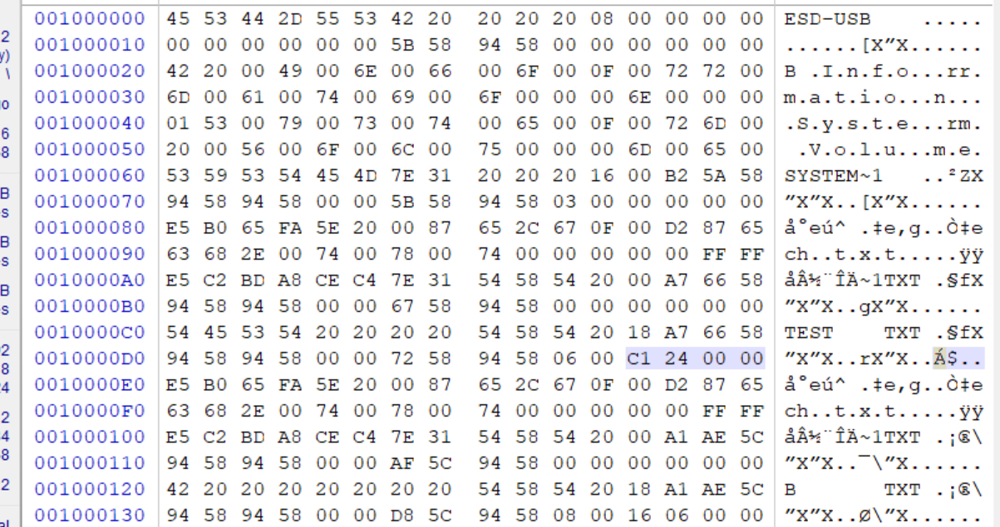 001000000 45 53 44 2D 55 53 42 20 20 20 20 08 00 00 00 00 ESD-USB .....
2 001000010 00 00 00 00 00 00 5B 58 94 58 00 00 00 00 00 00 ......[X"X......
y) 001000020 42 20 00 49 00 6E 00 66 00 6F 00 0F 00 72 72 00 B .I.n.f.o...rr.
\ 001000030 6D 00 61 00 74 00 69 00 6F 00 00 00 6E 00 00 00 m.a.t.i.o...n...
001000040 01 53 00 79 00 73 00 74 00 65 00 0F 00 72 6D 00 .S.y.s.t.e...rm.
001000050 20 00 56 00 6F 00 6C 00 75 00 00 00 6D 00 65 00 .V.o.l.u...m.e.
001000060 53 59 53 54 45 4D 7E 31 20 20 20 16 00 B2 5A 58 SYSTEM~1 ..²ZX
001000070 94 58 94 58 00 00 5B 58 94 58 03 00 00 00 00 00 "X"X..[X"X......
001000080 E5 B0 65 FA 5E 20 00 87 65 2C 67 0F 00 D2 87 65 å°eú^ .‡e,g..Ò‡e
001000090 63 68 2E 00 74 00 78 00 74 00 00 00 00 00 FF FF ch..t.x.t.....ÿÿ
0010000A0 E5 C2 BD A8 CE C4 7E 31 54 58 54 20 00 A7 66 58 å½¨ÎÄ~1TXT .§fX
0010000B0 94 58 94 58 00 00 67 58 94 58 00 00 00 00 00 00 "X"X..gX"X......
0010000C0 54 45 53 54 20 20 20 20 54 58 54 20 18 A7 66 58 TEST TXT .§fX
0010000D0 94 58 94 58 00 00 72 58 94 58 06 00 C1 24 00 00 "X"X..rX"X..Á$..
0010000E0 E5 B0 65 FA 5E 20 00 87 65 2C 67 0F 00 D2 87 65 å°eú^ .‡e,g..Ò‡e
0010000F0 63 68 2E 00 74 00 78 00 74 00 00 00 00 00 FF FF ch..t.x.t.....ÿÿ
001000100 E5 C2 BD A8 CE C4 7E 31 54 58 54 20 00 A1 AE 5C å½¨ÎÄ~1TXT .¡®\
001000110 94 58 94 58 00 00 AF 5C 94 58 00 00 00 00 00 00 "X"X..¯\"X......
001000120 42 20 20 20 20 20 20 20 54 58 54 20 18 A1 AE 5C B TXT .¡®\
001000130 94 58 94 58 00 00 D8 5C 94 58 08 00 16 06 00 00 "X"X..Ø\"X......